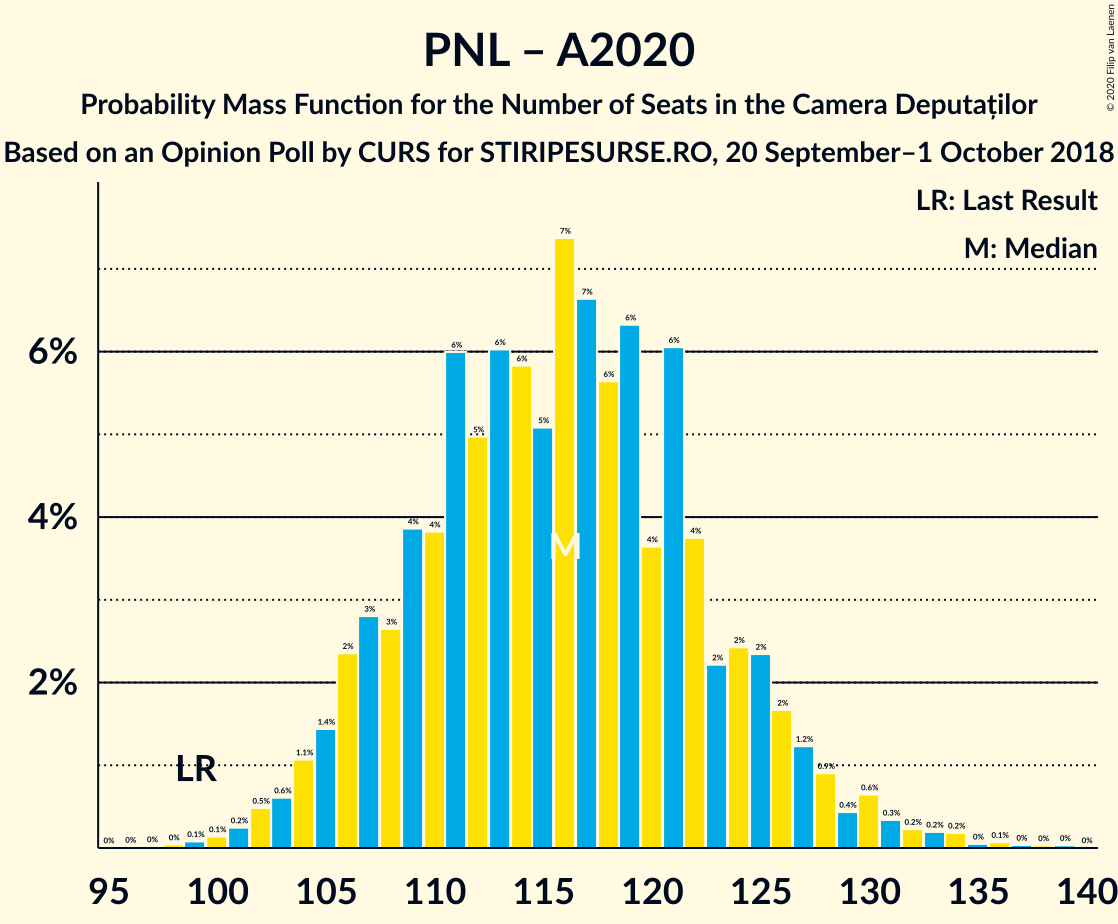 PNL – A2020
Probability Mass Function for the Number of Seats in the Camera Deputaților
Based on an Opinion Poll by CURS for STIRIPESURSE.RO, 20 September–1 October 2018
© 2020 Filip van Laenen
LR: Last Result
M: Median
6%
4%
2%
0% 0% 0% 0% 0.1% 0.1% 0.2% 0.5% 0.6% 1.1% 1.4% 2% 3% 3% 4% 4% 6% 5% 6% 6% 5% 7% 7% 6% 6% 4% 6% 4% 2% 2% 2% 2% 1.2% 0.9% 0.4% 0.6% 0.3% 0.2% 0.2% 0.2% 0% 0.1% 0% 0% 0% 0%
M
LR
95 100 105 110 115 120 125 130 135 140